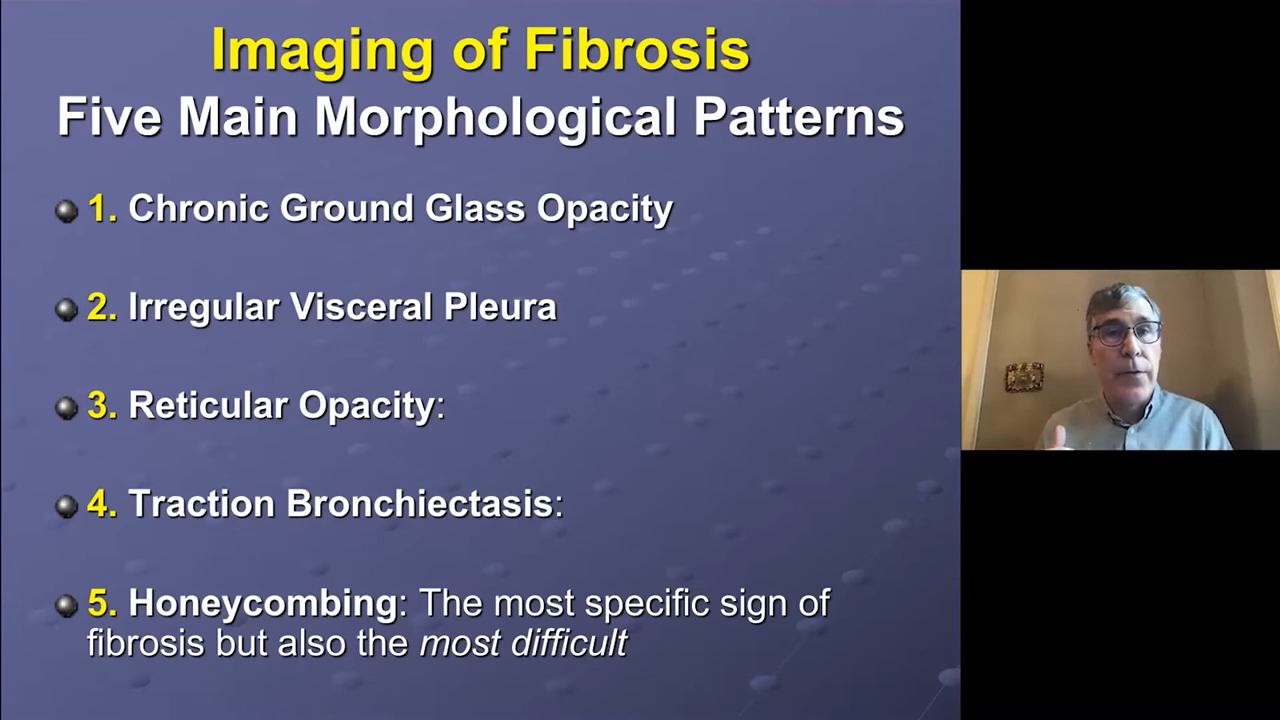 Imaging of Fibrosis
Five Main Morphological Patterns
1. Chronic Ground Glass Opacity
2. Irregular Visceral Pleura
3. Reticular Opacity:
4. Traction Bronchiectasis:
5. Honeycombing: The most specific sign of
fibrosis but also the most difficult